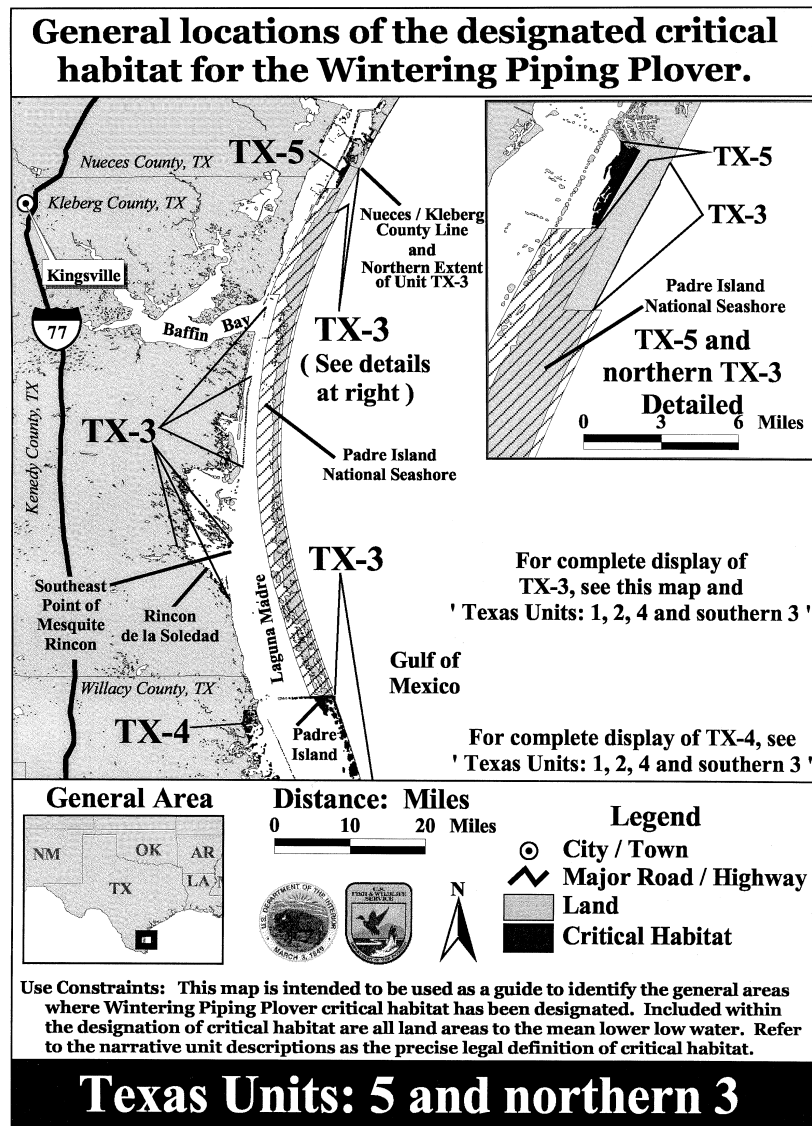 General locations of the designated critical
habitat for the Wintering Piping Plover.
Nueces County, TX
TX-5
Kleberg County, TX
Nueces / Kleberg
County Line
and
Northern Extent
of Unit TX-3
Kingsville
77
Baffin Bay
TX-3
( See details
at right )
TX-3
Kenedy County, TX
Padre Island
National Seashore
TX-3
Southeast
Point of
Mesquite
Rincon
Rincon
de la Soledad
Laguna Madre
Gulf of
Mexico
Willacy County, TX
TX-4
Padre
Island
TX-5
TX-3
Padre Island
National Seashore
TX-5 and
northern TX-3
Detailed
0 3 6 Miles
For complete display of
TX-3, see this map and
' Texas Units: 1, 2, 4 and southern 3 '
For complete display of TX-4, see
' Texas Units: 1, 2, 4 and southern 3 '
General Area
NM
OK
AR
TX
LA
Distance: Miles
0 10 20 Miles
U.S. DEPARTMENT OF THE INTERIOR
MARCH 3, 1849
U.S.
FISH & WILDLIFE
SERVICE
N
Legend
City / Town
Major Road / Highway
Land
Critical Habitat
Use Constraints: This map is intended to be used as a guide to identify the general areas
where Wintering Piping Plover critical habitat has been designated. Included within
the designation of critical habitat are all land areas to the mean lower low water. Refer
to the narrative unit descriptions as the precise legal definition of critical habitat.
Texas Units: 5 and northern 3